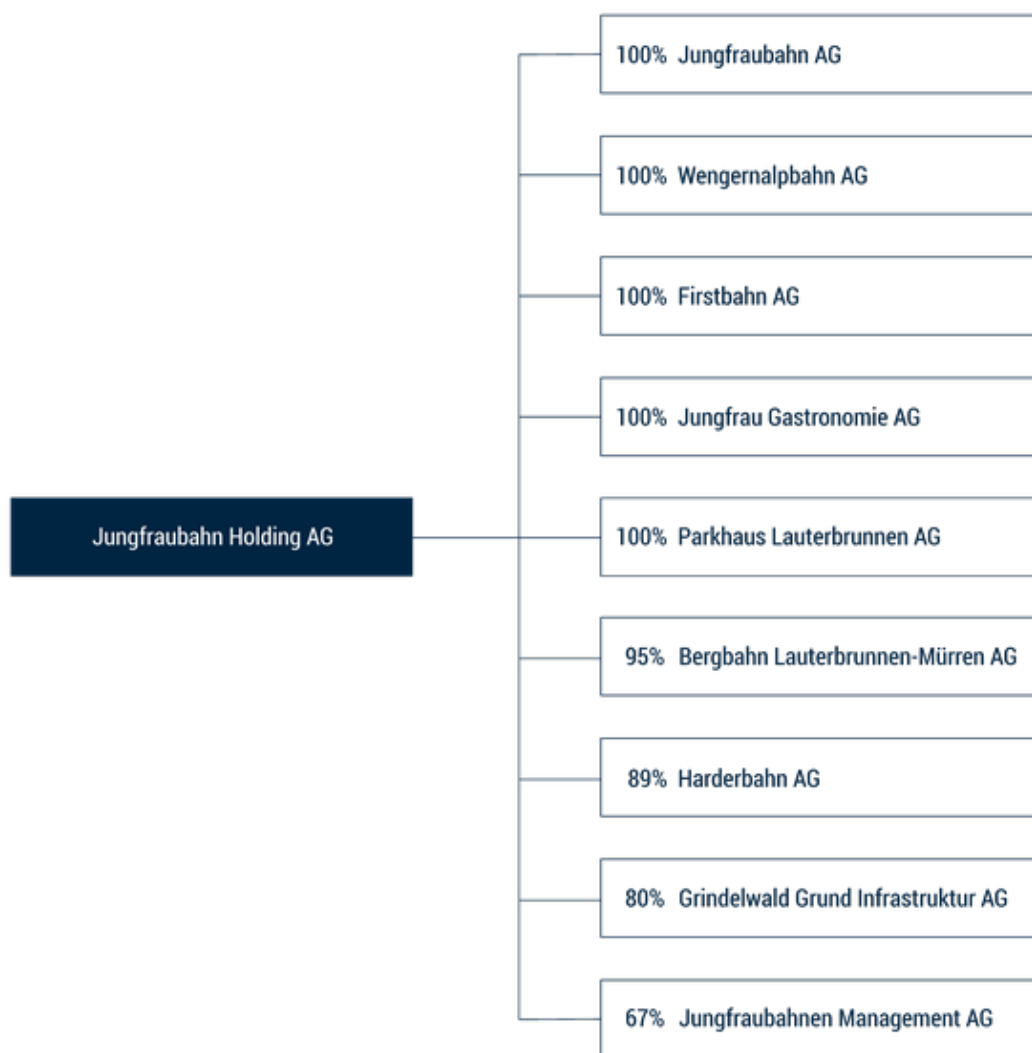 100% Jungfraubahn AG
100% Wengernalpbahn AG
100% Firstbahn AG
100% Jungfrau Gastronomie AG
Jungfraubahn Holding AG
100% Parkhaus Lauterbrunnen AG
95% Bergbahn Lauterbrunnen-Mürren AG
89% Harderbahn AG
80% Grindelwald Grund Infrastruktur AG
67% Jungfraubahnen Management AG